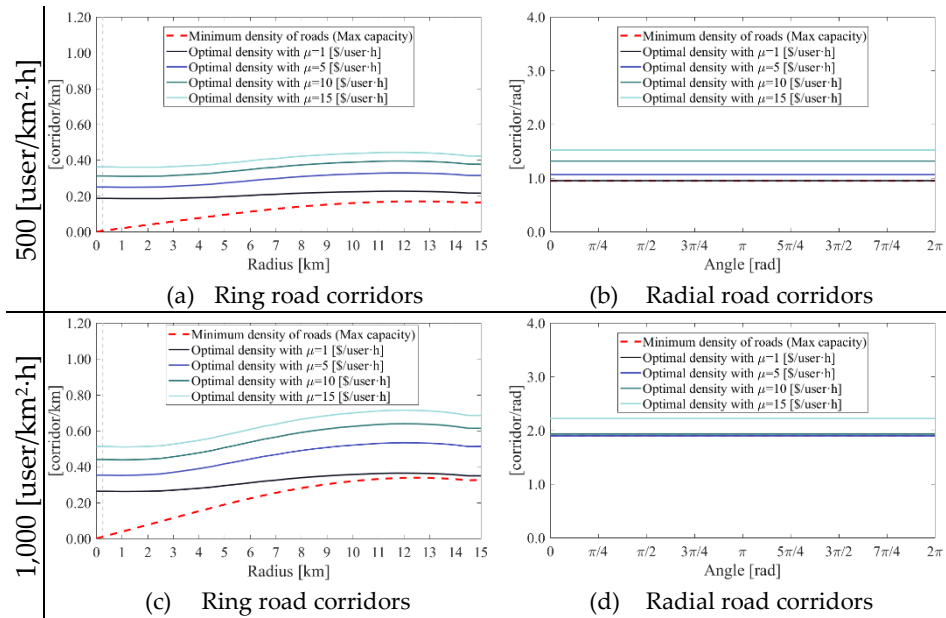 500 [user/km²·h]
[corridor/km]
1.20
1.00
0.80
0.60
0.40
0.20
0.00
Minimum density of roads (Max capacity)
Optimal density with μ=1 [$/user·h]
Optimal density with μ=5 [$/user·h]
Optimal density with μ=10 [$/user·h]
Optimal density with μ=15 [$/user·h]
0 1 2 3 4 5 6 7 8 9 10 11 12 13 14 15
Radius [km]
(a) Ring road corridors
[corridor/rad]
4.0
3.0
2.0
1.0
0.0
Minimum density of roads (Max capacity)
Optimal density with μ=1 [$/user·h]
Optimal density with μ=5 [$/user·h]
Optimal density with μ=10 [$/user·h]
Optimal density with μ=15 [$/user·h]
0 π/4 π/2 3π/4 π 5π/4 3π/2 7π/4 2π
Angle [rad]
(b) Radial road corridors
1,000 [user/km²·h]
[corridor/km]
1.20
1.00
0.80
0.60
0.40
0.20
0.00
Minimum density of roads (Max capacity)
Optimal density with μ=1 [$/user·h]
Optimal density with μ=5 [$/user·h]
Optimal density with μ=10 [$/user·h]
Optimal density with μ=15 [$/user·h]
0 1 2 3 4 5 6 7 8 9 10 11 12 13 14 15
Radius [km]
(c) Ring road corridors
[corridor/rad]
4.0
3.0
2.0
1.0
0.0
Minimum density of roads (Max capacity)
Optimal density with μ=1 [$/user·h]
Optimal density with μ=5 [$/user·h]
Optimal density with μ=10 [$/user·h]
Optimal density with μ=15 [$/user·h]
0 π/4 π/2 3π/4 π 5π/4 3π/2 7π/4 2π
Angle [rad]
(d) Radial road corridors